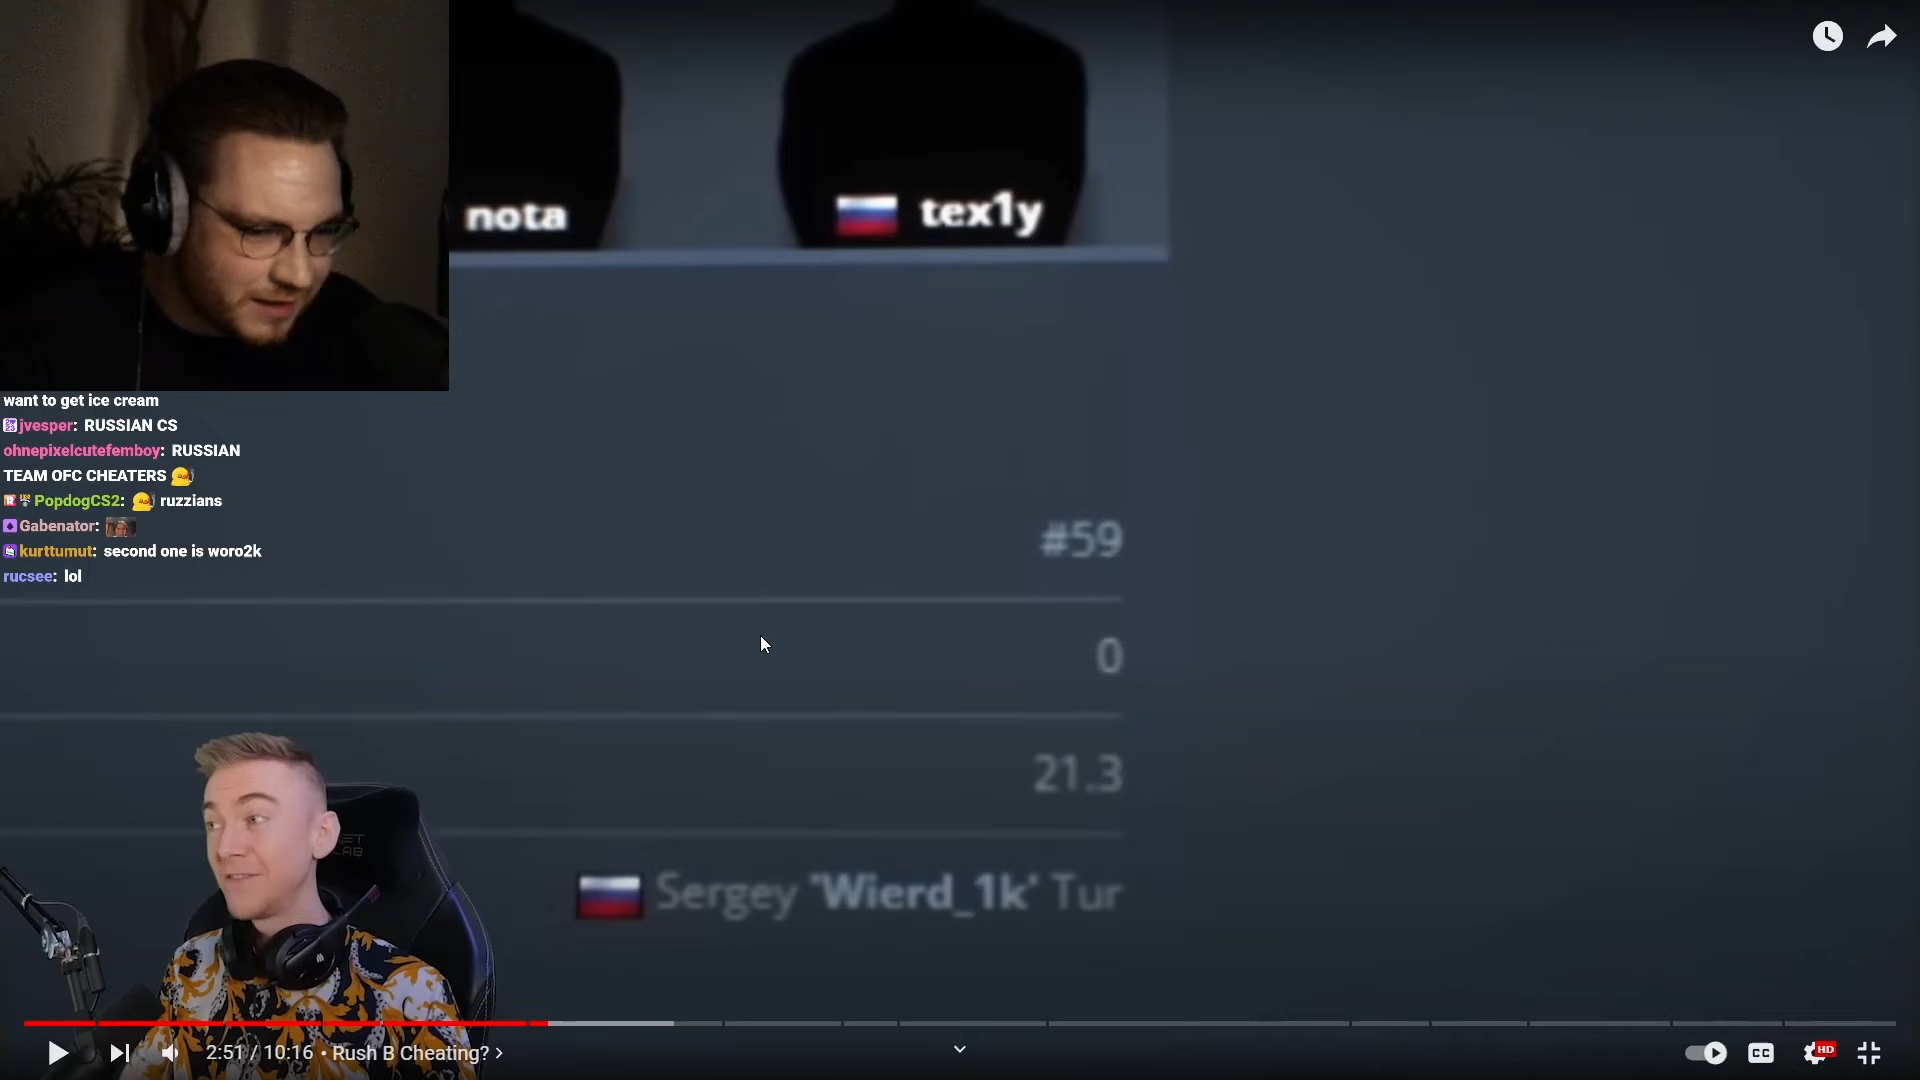 nota
tex1y
want to get ice cream
jvesper: RUSSIAN CS
ohnepixelcutefemboy: RUSSIAN
TEAM OFC CHEATERS
PopdogCS2: ruzzians
Gabenator:
kurttumut: second one is woro2k
rucsee: lol
#59
0
21.3
Sergey 'Wierd_1k' Tur
2:51 / 10:16 • Rush B Cheating? >
CC
HD